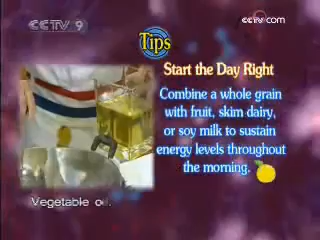 CCTV 9
CCTV.com
Tips
Start the Day Right
Combine a whole grain
with fruit, skim dairy,
or soy milk to sustain
energy levels throughout
the morning.
Vegetable oi.